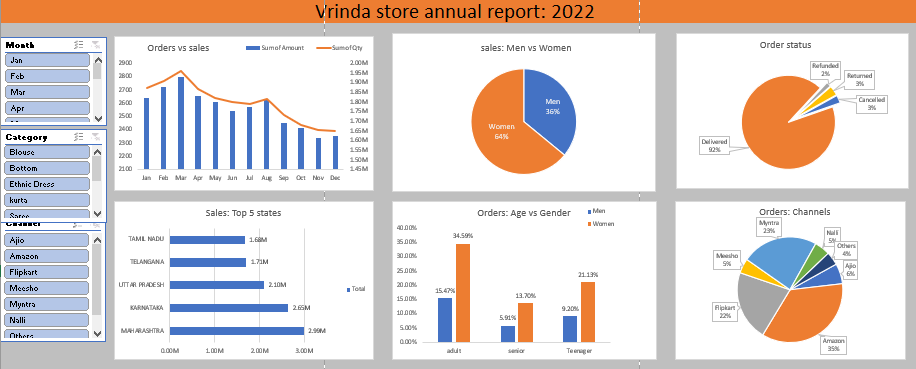 Vrinda store annual report: 2022
Month
Jan
Feb
Mar
Apr
Category
Blouse
Bottom
Ethnic Dress
kurta
Saree
Channel
Ajio
Amazon
Flipkart
Meesho
Myntra
Nalli
Others
Orders vs sales
Sum of Amount
Sum of Qty
2900
2800
2700
2600
2500
2400
2300
2200
2100
2.00M
1.95M
1.90M
1.85M
1.80M
1.75M
1.70M
1.65M
1.60M
1.55M
1.50M
1.45M
Jan Feb Mar Apr May Jun Jul Aug Sep Oct Nov Dec
sales: Men vs Women
Men
36%
Women
64%
Order status
Refunded
2%
Returned
3%
Cancelled
3%
Delivered
92%
Sales: Top 5 states
TAMIL NADU 1.68M
TELANGANA 1.71M
UTTAR PRADESH 2.10M
KARNATAKA 2.65M
MAHARASHTRA 2.99M
0.00M 1.00M 2.00M 3.00M
Total
Orders: Age vs Gender
Men
Women
40.00%
35.00%
30.00%
25.00%
20.00%
15.00%
10.00%
5.00%
0.00%
15.47%
34.59%
5.91%
13.70%
9.20%
21.13%
adult senior Teenager
Orders: Channels
Myntra
23%
Nalli
5%
Others
4%
Ajio
6%
Meesho
5%
Flipkart
22%
Amazon
35%